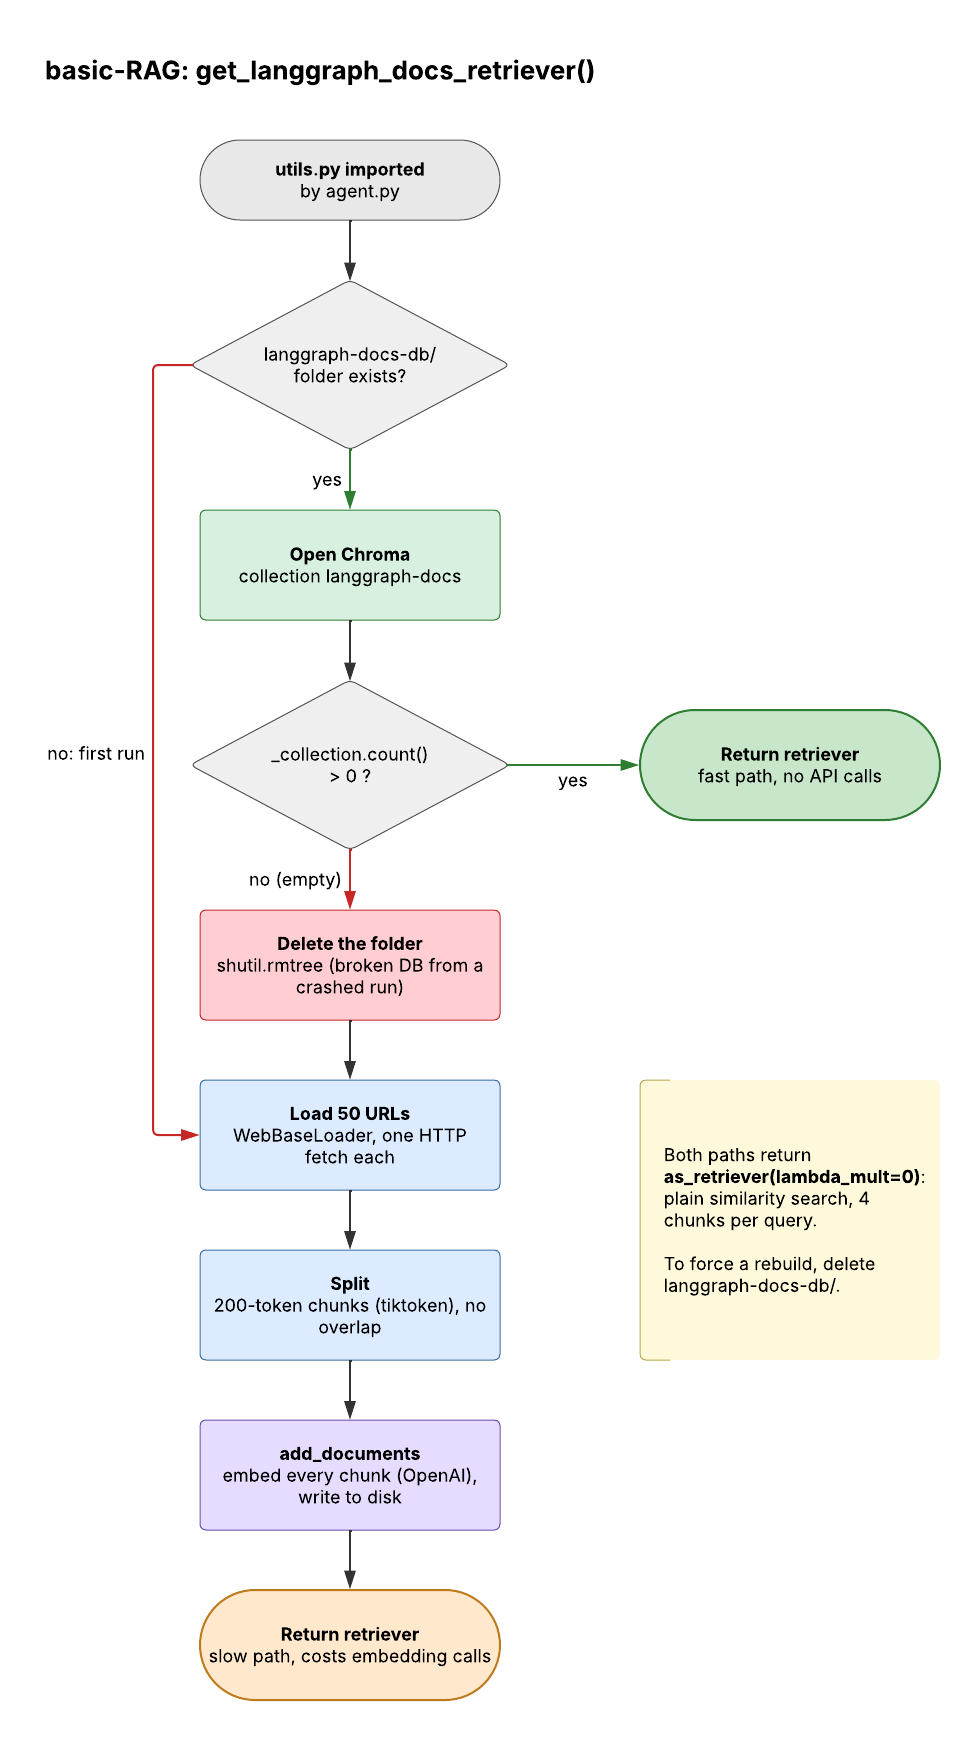 basic-RAG: get_langgraph_docs_retriever()
utils.py imported
by agent.py
langgraph-docs-db/
folder exists?
yes
Open Chroma
collection langgraph-docs
no: first run
_collection.count()
> 0 ?
yes
Return retriever
fast path, no API calls
no (empty)
Delete the folder
shutil.rmtree (broken DB from a
crashed run)
Load 50 URLs
WebBaseLoader, one HTTP
fetch each
Both paths return
as_retriever(lambda_mult=0):
plain similarity search, 4
chunks per query.
To force a rebuild, delete
langgraph-docs-db/.
Split
200-token chunks (tiktoken), no
overlap
add_documents
embed every chunk (OpenAI),
write to disk
Return retriever
slow path, costs embedding calls